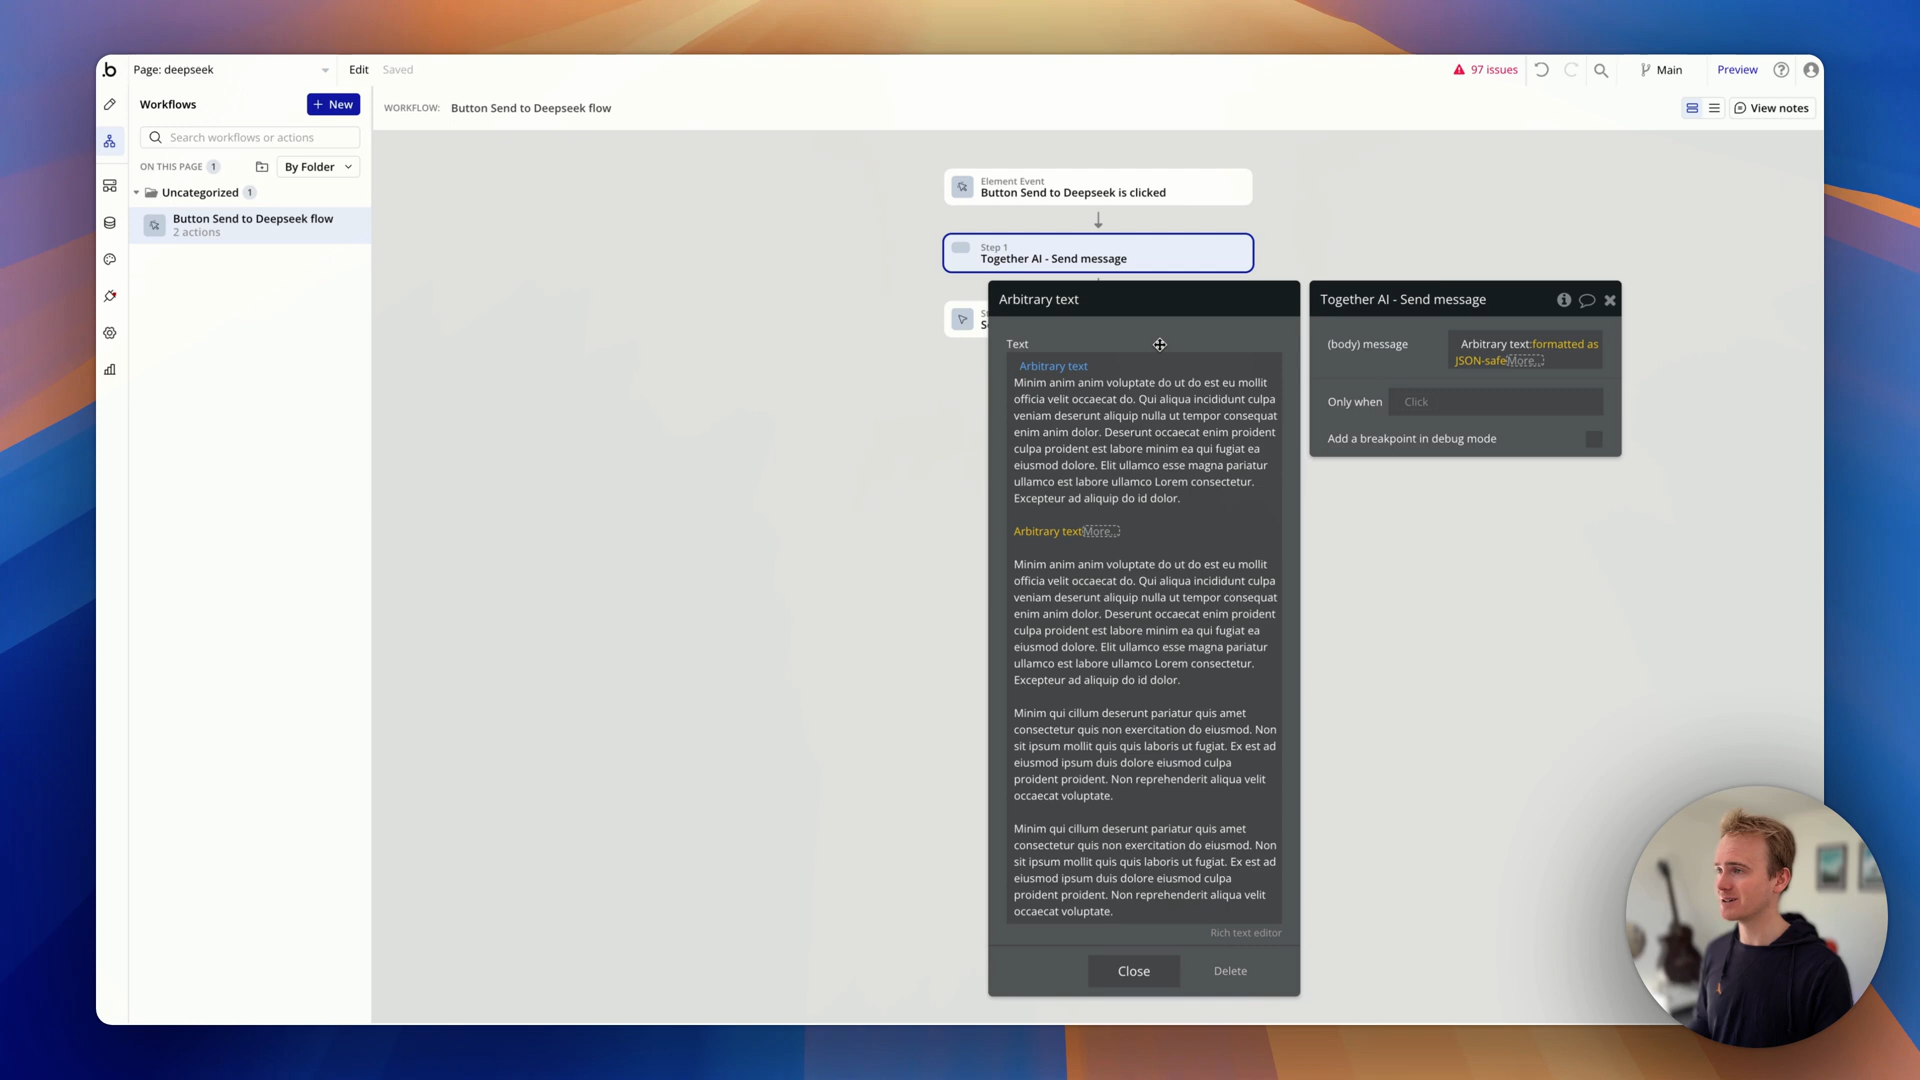 .b
Page: deepseek
Edit
Saved
97 issues
Main
Preview
Workflows
+ New
WORKFLOW:
Button Send to Deepseek flow
View notes
Search workflows or actions
ON THIS PAGE 1
By Folder
Uncategorized 1
Button Send to Deepseek flow
2 actions
Element Event
Button Send to Deepseek is clicked
Step 1
Together AI - Send message
Arbitrary text
Text
Arbitrary text
Minim anim anim voluptate do ut do est eu mollit
officia velit occaecat do. Qui aliqua incididunt culpa
veniam deserunt aliquip nulla ut tempor consequat
enim anim dolor. Deserunt occaecat enim proident
culpa proident est labore minim ea qui fugiat ea
eiusmod dolore. Elit ullamco esse magna pariatur
ullamco est labore ullamco Lorem consectetur.
Excepteur ad aliquip do id dolor.
Arbitrary text More...
Minim anim anim voluptate do ut do est eu mollit
officia velit occaecat do. Qui aliqua incididunt culpa
veniam deserunt aliquip nulla ut tempor consequat
enim anim dolor. Deserunt occaecat enim proident
culpa proident est labore minim ea qui fugiat ea
eiusmod dolore. Elit ullamco esse magna pariatur
ullamco est labore ullamco Lorem consectetur.
Excepteur ad aliquip do id dolor.
Minim qui cillum deserunt pariatur quis amet
consectetur quis non exercitation do eiusmod. Non
sit ipsum mollit quis quis laboris ut fugiat. Ex est ad
eiusmod ipsum duis dolore eiusmod culpa
proident proident. Non reprehenderit aliqua velit
occaecat voluptate.
Minim qui cillum deserunt pariatur quis amet
consectetur quis non exercitation do eiusmod. Non
sit ipsum mollit quis quis laboris ut fugiat. Ex est ad
eiusmod ipsum duis dolore eiusmod culpa
proident proident. Non reprehenderit aliqua velit
occaecat voluptate.
Rich text editor
Close
Delete
Together AI - Send message
(body) message
Arbitrary text:formatted as
JSON-safe More...
Only when
Click
Add a breakpoint in debug mode